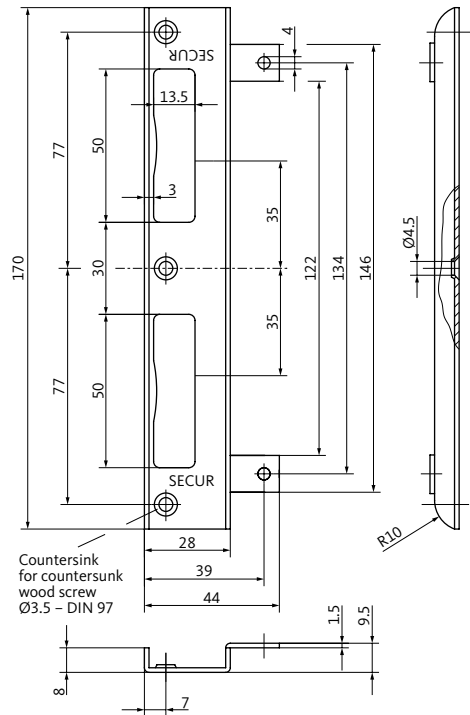 SECUR
4
13.5
77
50
3
35
170
30
122
134
146
Ø4.5
35
77
50
SECUR
28
39
44
R10
Countersink
for countersunk
wood screw
Ø3.5 – DIN 97
1.5
9.5
8
7